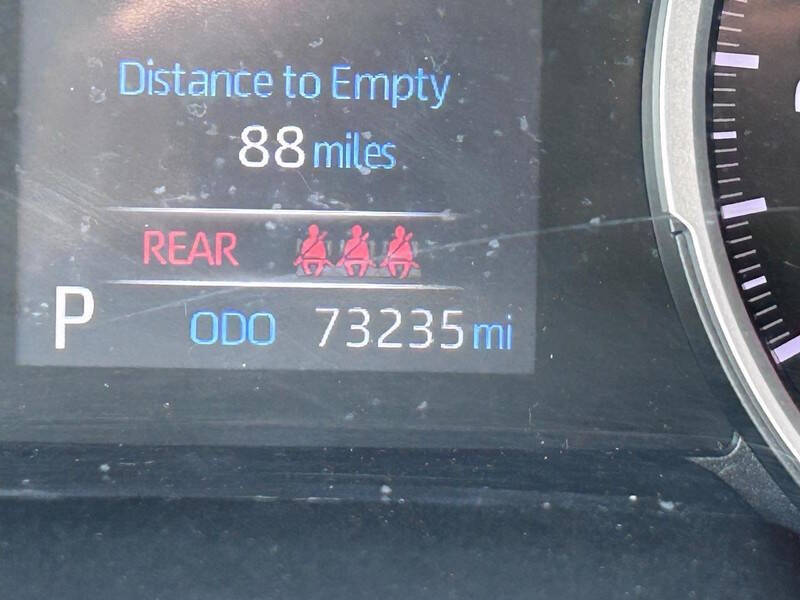 Distance to Empty
88 miles
REAR
P ODO 73235 mi